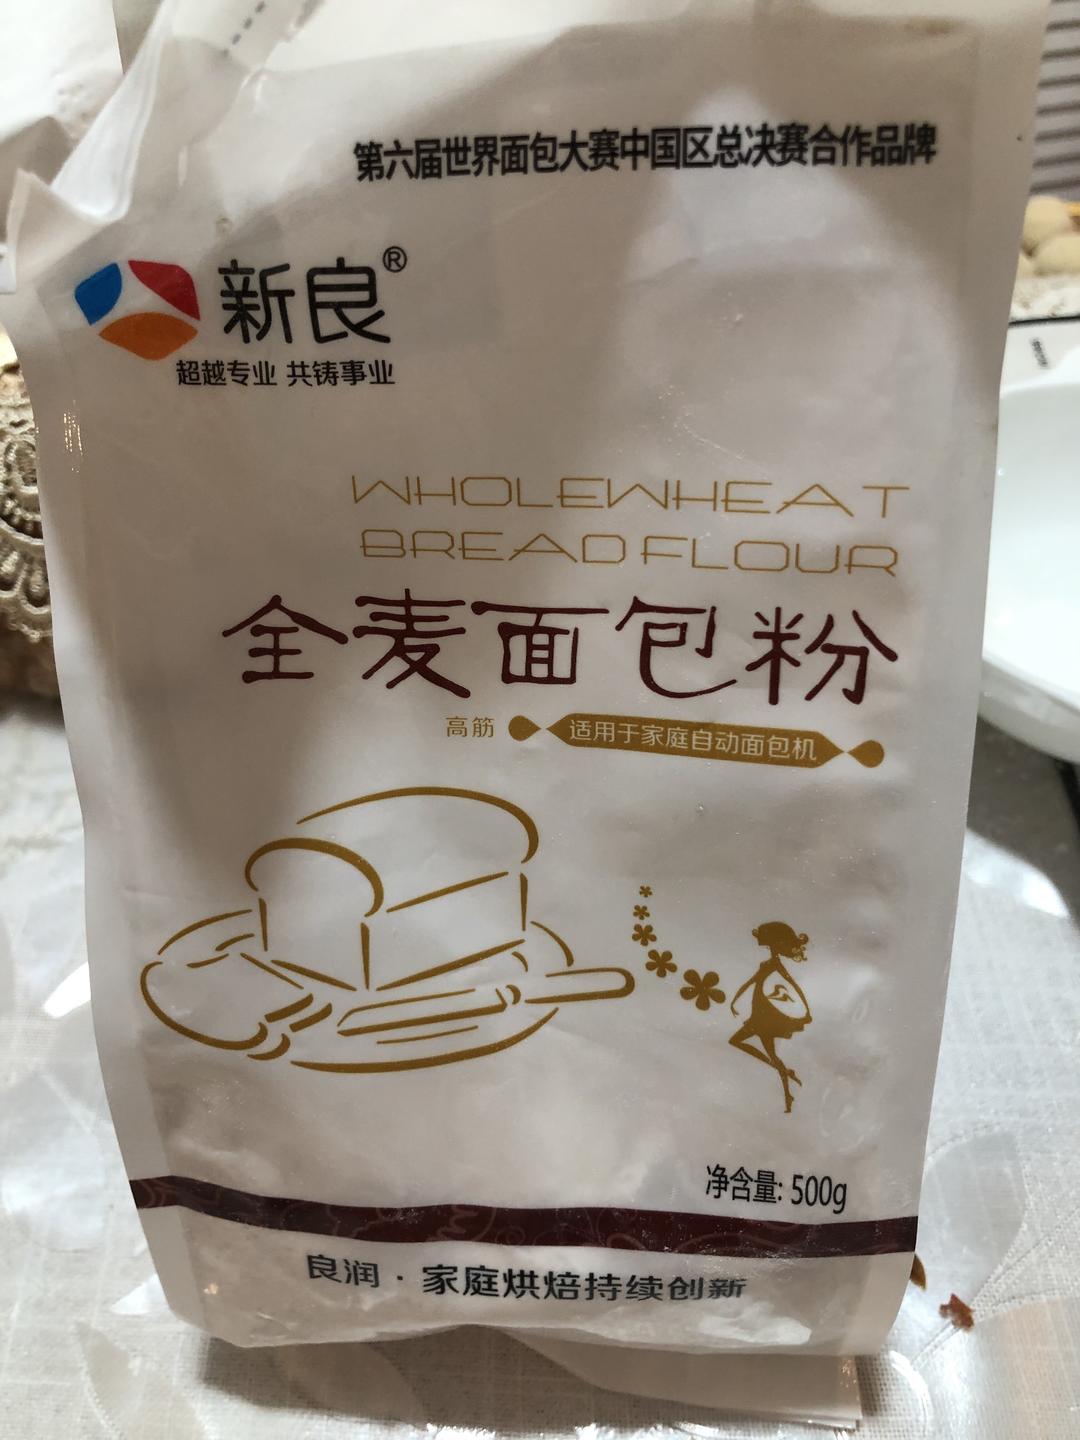 第六届世界面包大赛中国区总决赛合作品牌
新良®
超越专业 共铸事业
WHOLEWHEAT
BREAD FLOUR
全麦面包粉
高筋 适用于家庭自动面包机
净含量: 500g
良润·家庭烘焙持续创新